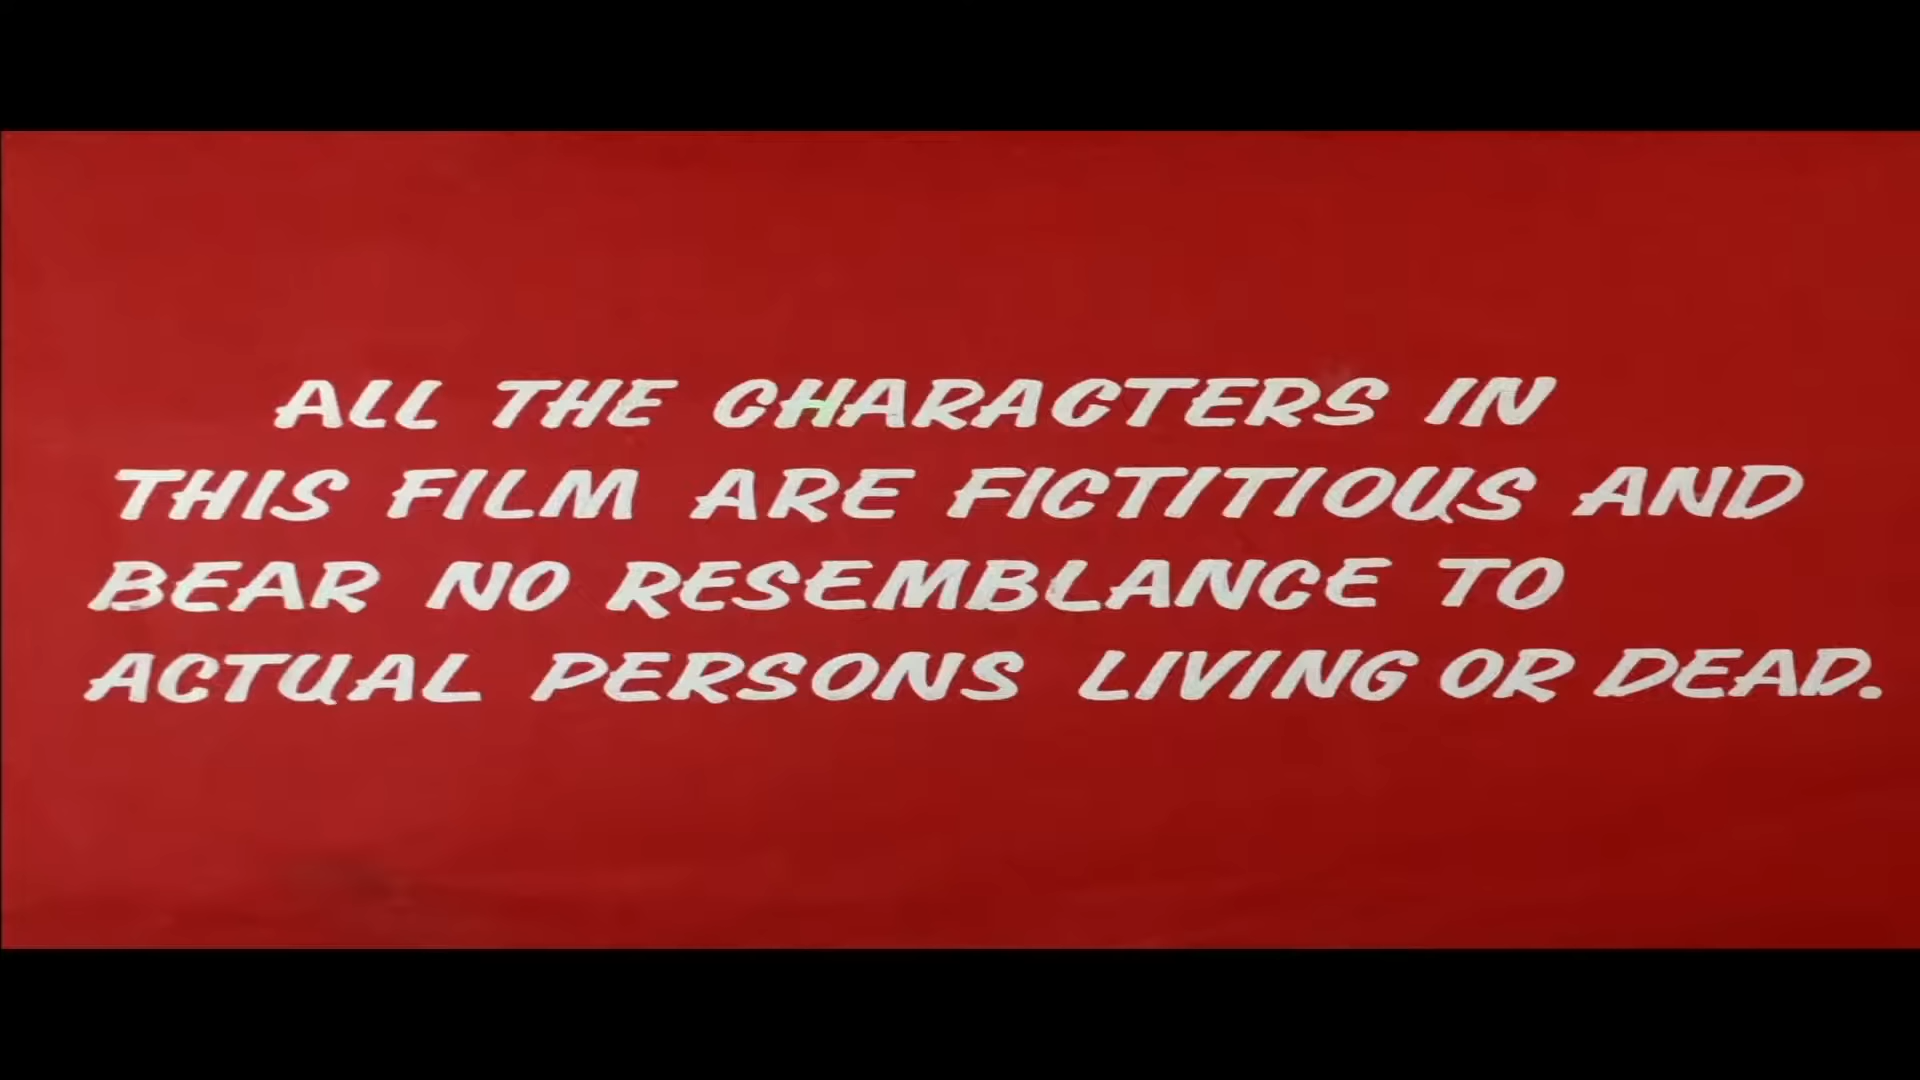 ALL THE CHARACTERS IN
THIS FILM ARE FICTITIOUS AND
BEAR NO RESEMBLANCE TO
ACTUAL PERSONS LIVING OR DEAD.